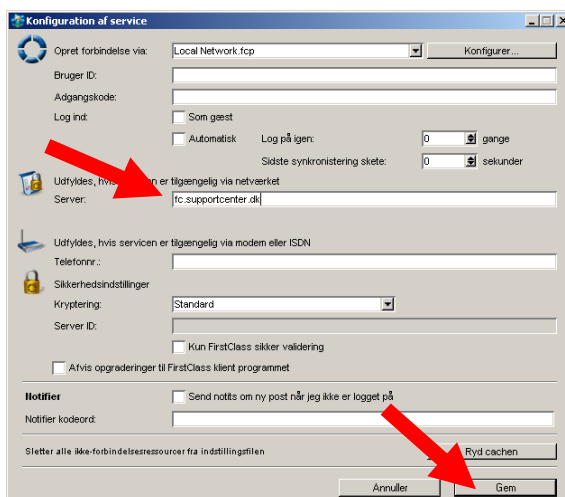 Konfiguration af service
Opret forbindelse via: Local Network.fcp Konfigurer...
Bruger ID:
Adgangskode:
Log ind: Som gæst
Automatisk Log på igen: 0 gange
Sidste synkronistering skete: 0 sekunder
Udfyldes, hvis servicen er tilgængelig via netværket
Server: fc.supportcenter.dk
Udfyldes, hvis servicen er tilgængelig via modem eller ISDN
Telefonnr.:
Sikkerhedsindstillinger
Kryptering: Standard
Server ID:
Kun FirstClass sikker validering
Afvis opgraderinger til FirstClass klient programmet
Notifier Send notits om ny post når jeg ikke er logget på
Notifier kodeord:
Sletter alle ikke-forbindelsesressourcer fra indstillingsfilen Ryd cachen
Annuller Gem